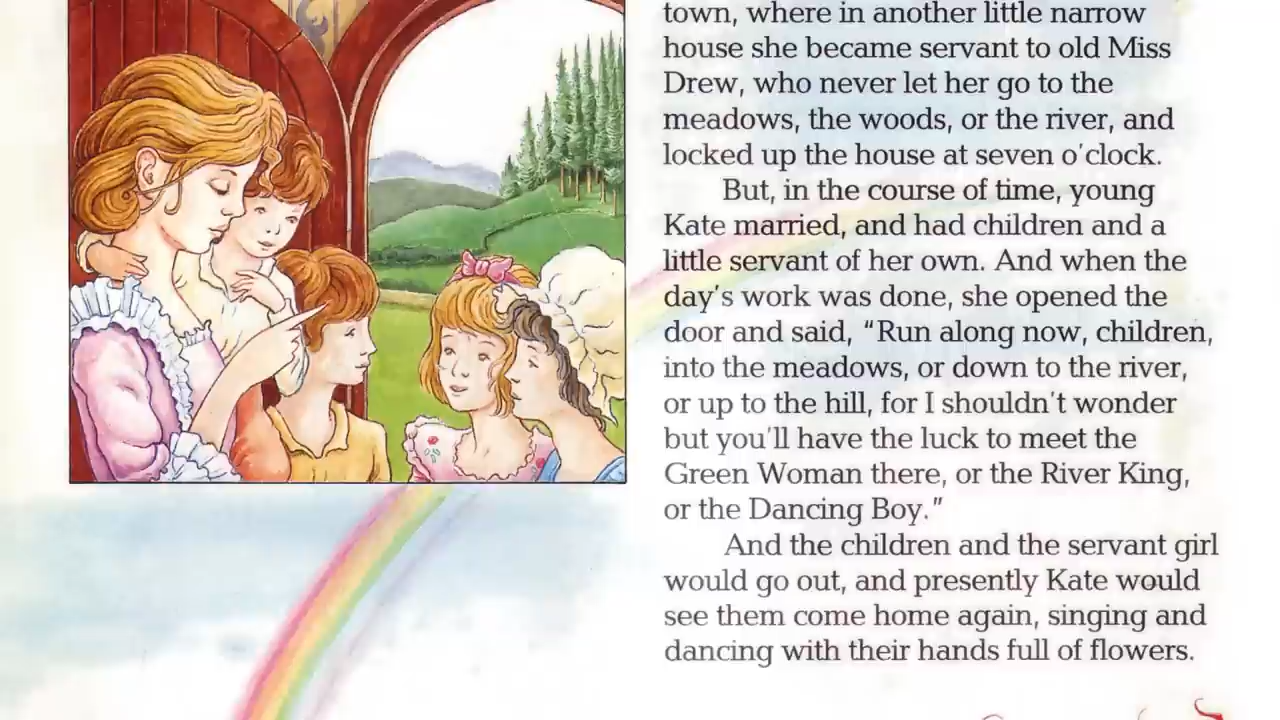 town, where in another little narrow
house she became servant to old Miss
Drew, who never let her go to the
meadows, the woods, or the river, and
locked up the house at seven o'clock.
But, in the course of time, young
Kate married, and had children and a
little servant of her own. And when the
day's work was done, she opened the
door and said, “Run along now, children,
into the meadows, or down to the river,
or up to the hill, for I shouldn't wonder
but you'll have the luck to meet the
Green Woman there, or the River King,
or the Dancing Boy.”
And the children and the servant girl
would go out, and presently Kate would
see them come home again, singing and
dancing with their hands full of flowers.